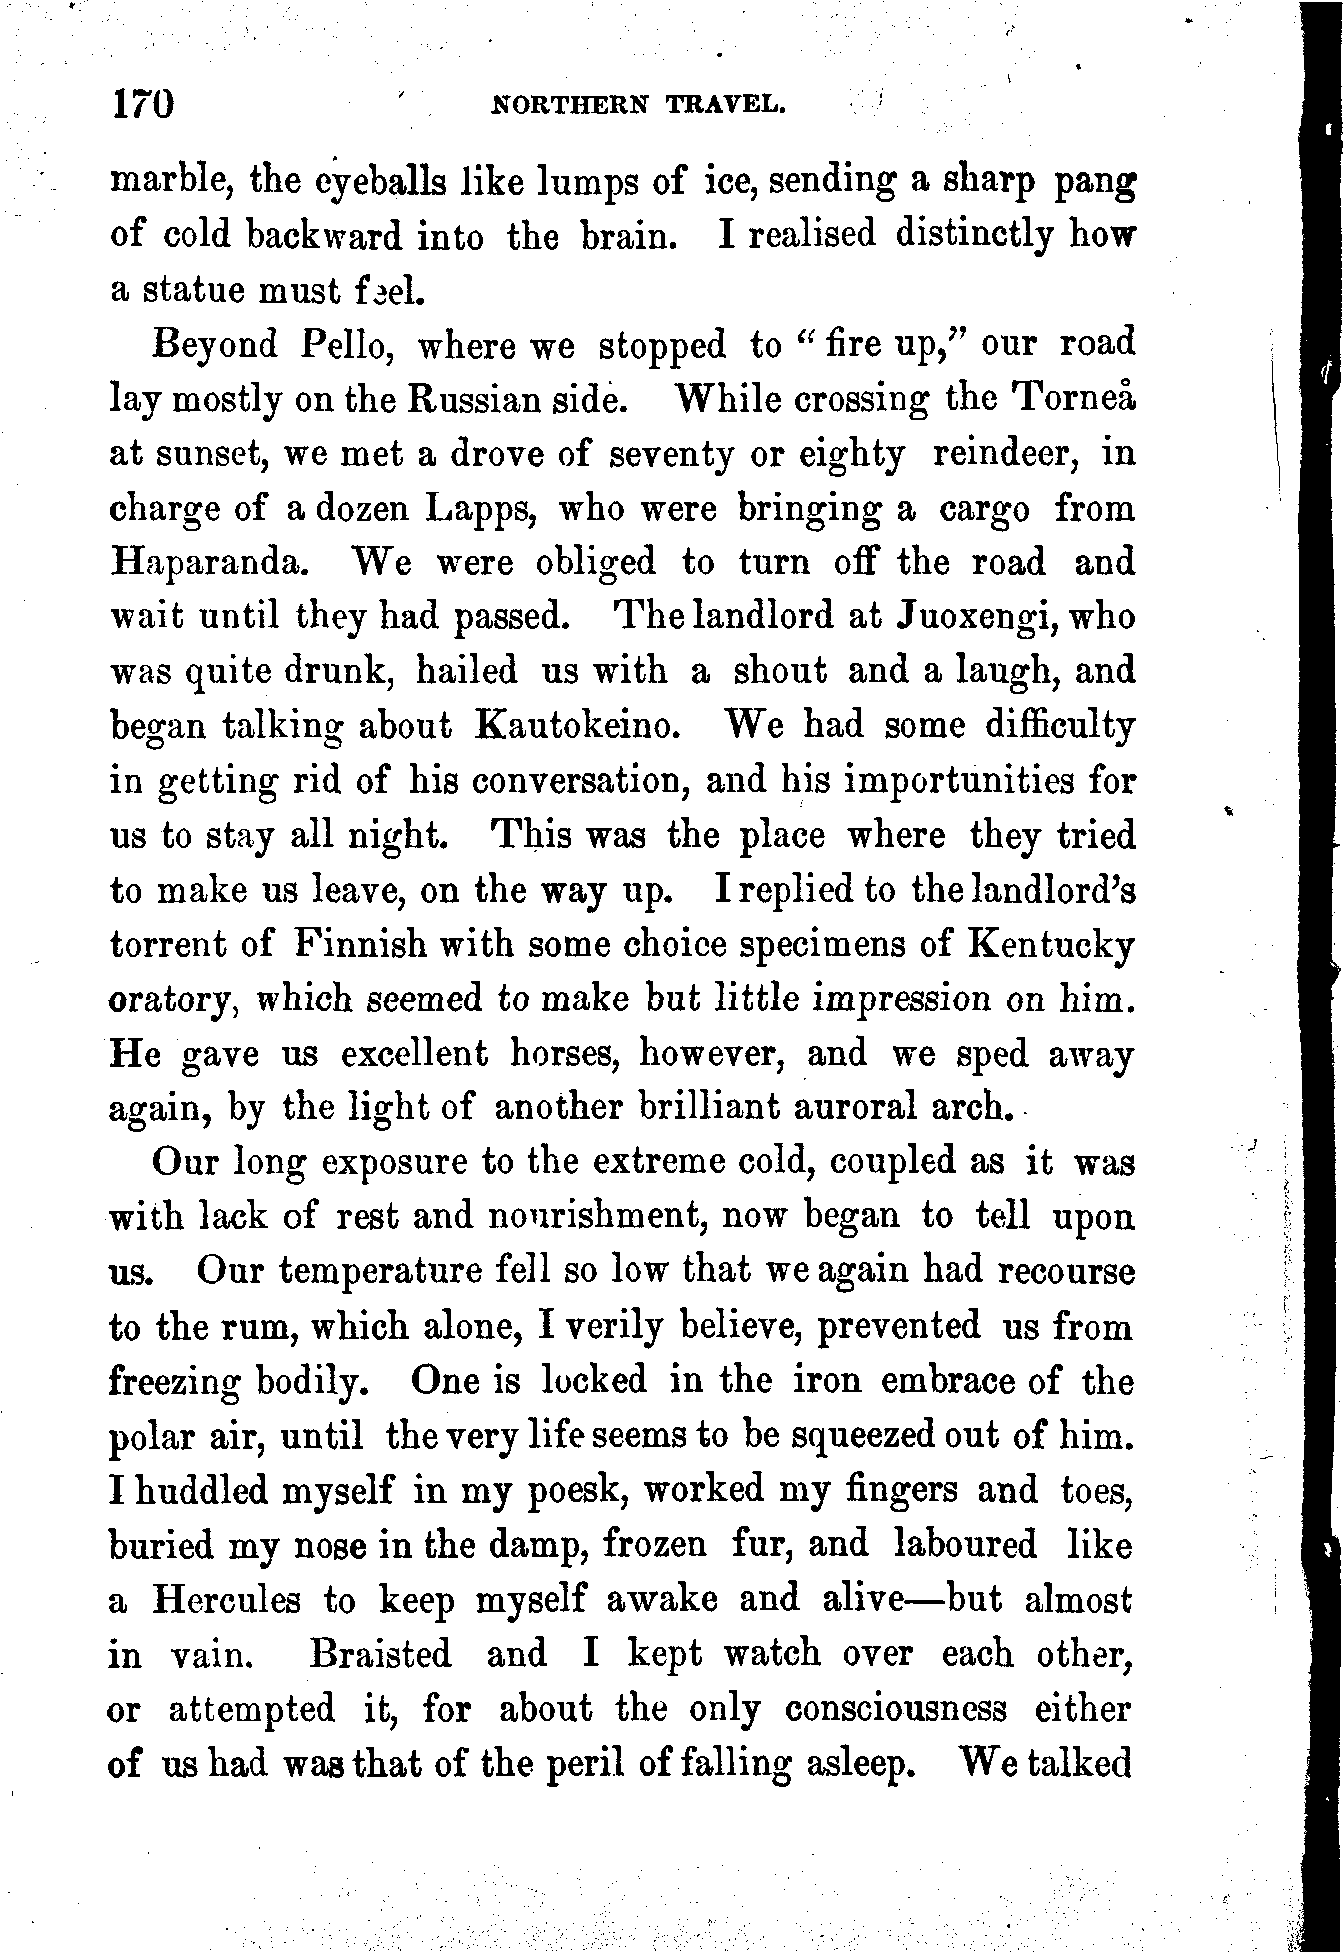 170 NORTHERN TRAVEL.
marble, the eyeballs like lumps of ice, sending a sharp pang
of cold backward into the brain. I realised distinctly how
a statue must feel.
Beyond Pello, where we stopped to “fire up,” our road
lay mostly on the Russian side. While crossing the Torneå
at sunset, we met a drove of seventy or eighty reindeer, in
charge of a dozen Lapps, who were bringing a cargo from
Haparanda. We were obliged to turn off the road and
wait until they had passed. The landlord at Juoxengi, who
was quite drunk, hailed us with a shout and a laugh, and
began talking about Kautokeino. We had some difficulty
in getting rid of his conversation, and his importunities for
us to stay all night. This was the place where they tried
to make us leave, on the way up. I replied to the landlord’s
torrent of Finnish with some choice specimens of Kentucky
oratory, which seemed to make but little impression on him.
He gave us excellent horses, however, and we sped away
again, by the light of another brilliant auroral arch.
Our long exposure to the extreme cold, coupled as it was
with lack of rest and nourishment, now began to tell upon
us. Our temperature fell so low that we again had recourse
to the rum, which alone, I verily believe, prevented us from
freezing bodily. One is locked in the iron embrace of the
polar air, until the very life seems to be squeezed out of him.
I huddled myself in my poesk, worked my fingers and toes,
buried my nose in the damp, frozen fur, and laboured like
a Hercules to keep myself awake and alive—but almost
in vain. Braisted and I kept watch over each other,
or attempted it, for about the only consciousness either
of us had was that of the peril of falling asleep. We talked